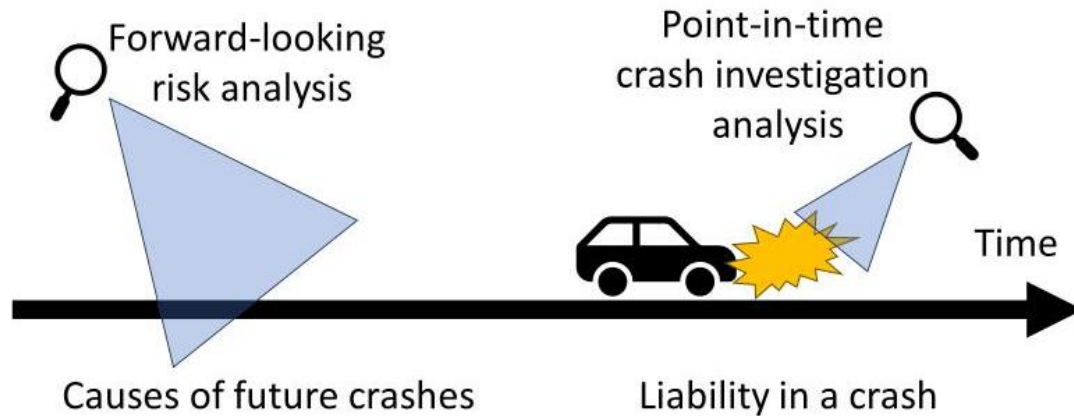 Forward-looking
risk analysis
Point-in-time
crash investigation
analysis
Time
Causes of future crashes
Liability in a crash